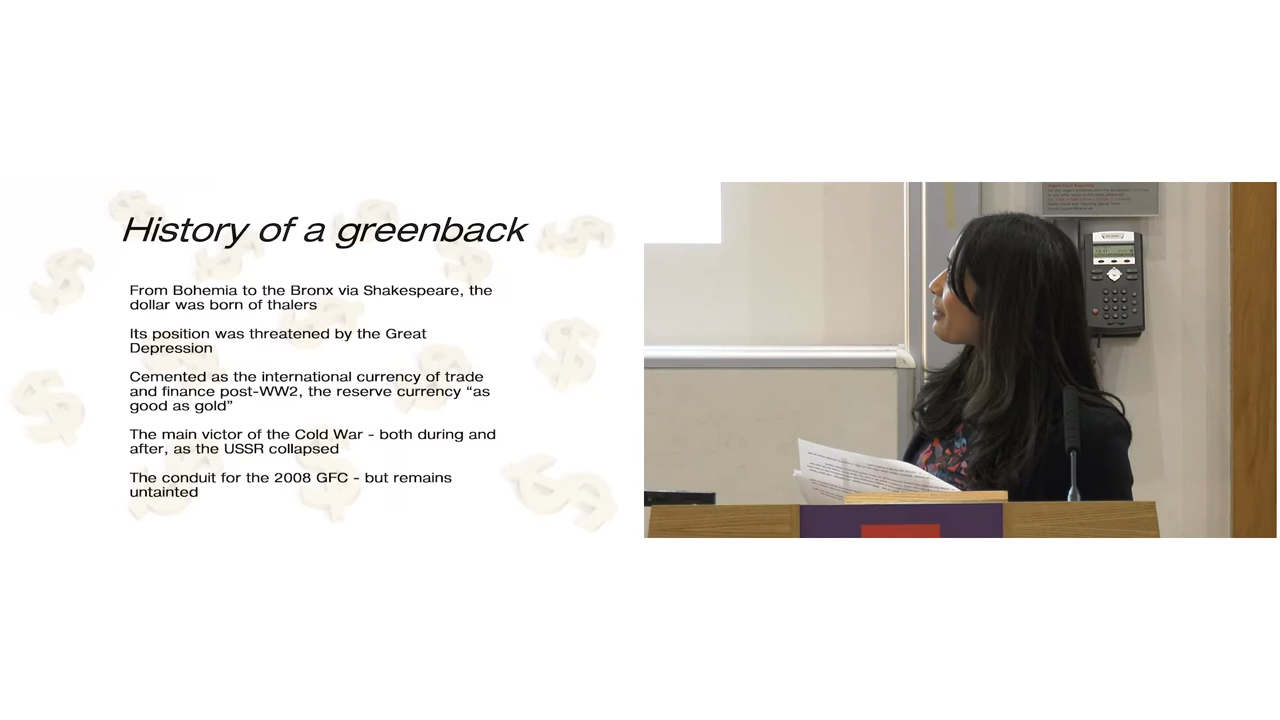 History of a greenback
From Bohemia to the Bronx via Shakespeare, the
dollar was born of thalers
Its position was threatened by the Great
Depression
Cemented as the international currency of trade
and finance post-WW2, the reserve currency “as
good as gold”
The main victor of the Cold War - both during and
after, as the USSR collapsed
The conduit for the 2008 GFC - but remains
untainted